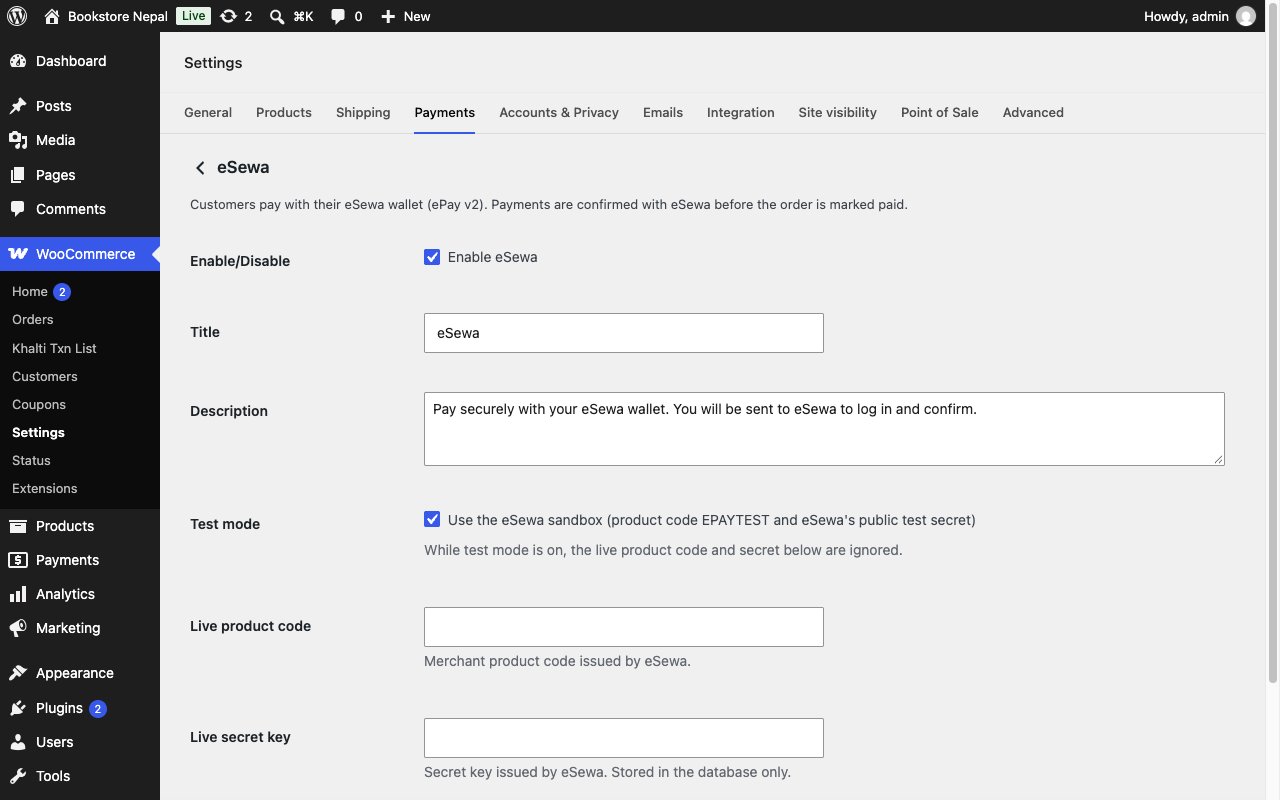 Bookstore Nepal Live 2 ⌘K 0 New Howdy, admin
Dashboard
Posts
Media
Pages
Comments
WooCommerce
Home 2
Orders
Khalti Txn List
Customers
Coupons
Settings
Status
Extensions
Products
Payments
Analytics
Marketing
Appearance
Plugins 2
Users
Tools
Settings
General Products Shipping Payments Accounts & Privacy Emails Integration Site visibility Point of Sale Advanced
eSewa
Customers pay with their eSewa wallet (ePay v2). Payments are confirmed with eSewa before the order is marked paid.
Enable/Disable Enable eSewa
Title eSewa
Description Pay securely with your eSewa wallet. You will be sent to eSewa to log in and confirm.
Test mode Use the eSewa sandbox (product code EPAYTEST and eSewa's public test secret)
While test mode is on, the live product code and secret below are ignored.
Live product code
Merchant product code issued by eSewa.
Live secret key
Secret key issued by eSewa. Stored in the database only.